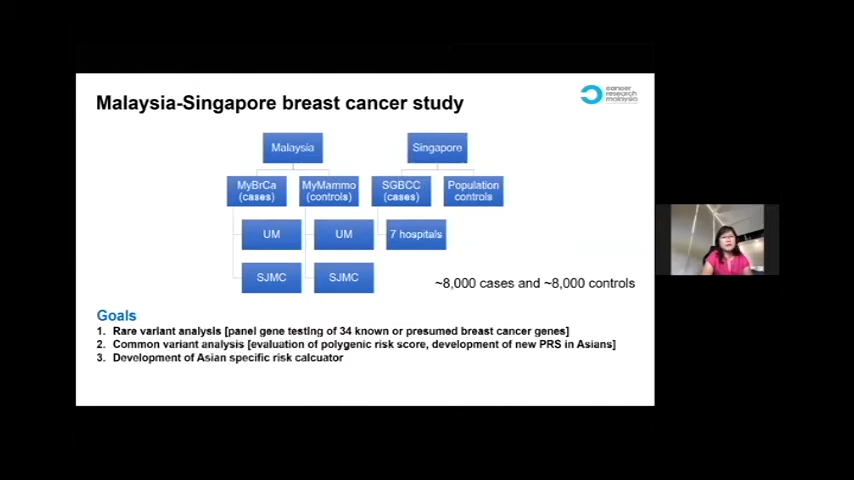 Malaysia-Singapore breast cancer study
cancer
research
malaysia
Malaysia
Singapore
MyBrCa
(cases)
MyMammo
(controls)
SGBCC
(cases)
Population
controls
UM
UM
7 hospitals
SJMC
SJMC
~8,000 cases and ~8,000 controls
Goals
1. Rare variant analysis [panel gene testing of 34 known or presumed breast cancer genes]
2. Common variant analysis [evaluation of polygenic risk score, development of new PRS in Asians]
3. Development of Asian specific risk calcuator